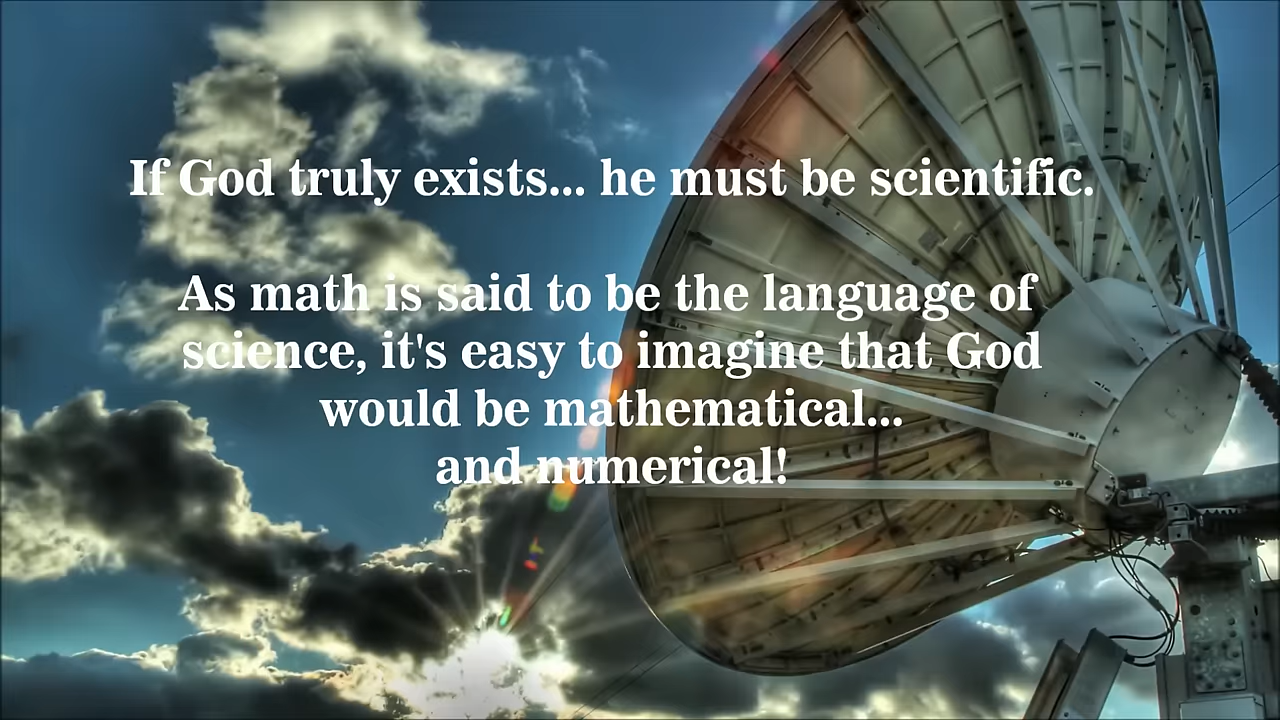 If God truly exists... he must be scientific.
As math is said to be the language of
science, it's easy to imagine that God
would be mathematical...
and numerical!